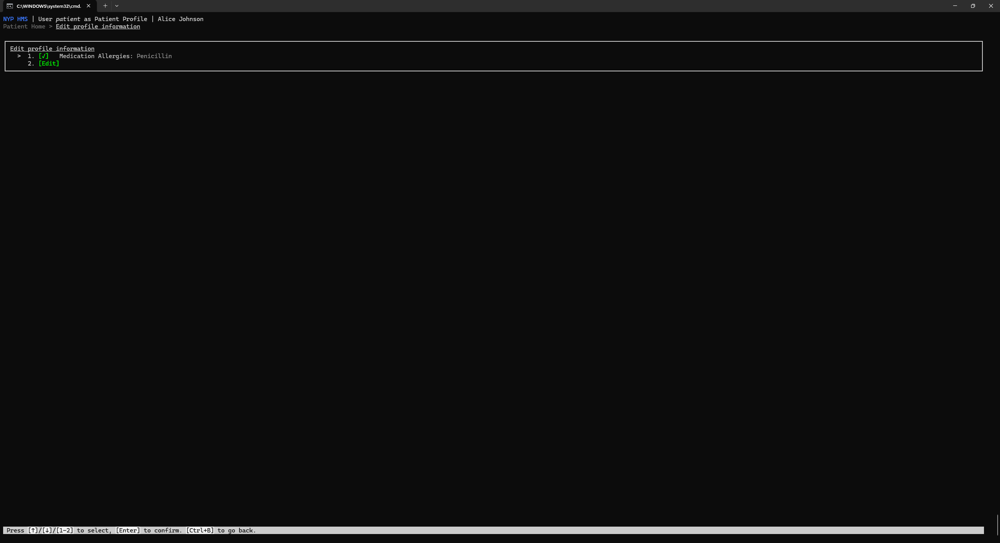 C:\WINDOWS\system32\cmd.
NYP HMS | User patient as Patient Profile | Alice Johnson
Patient Home > Edit profile information
Edit profile information
> 1. [√] Medication Allergies: Penicillin
2. [Edit]
Press [↑]/[↓]/[1-2] to select, [Enter] to confirm. [Ctrl+B] to go back.